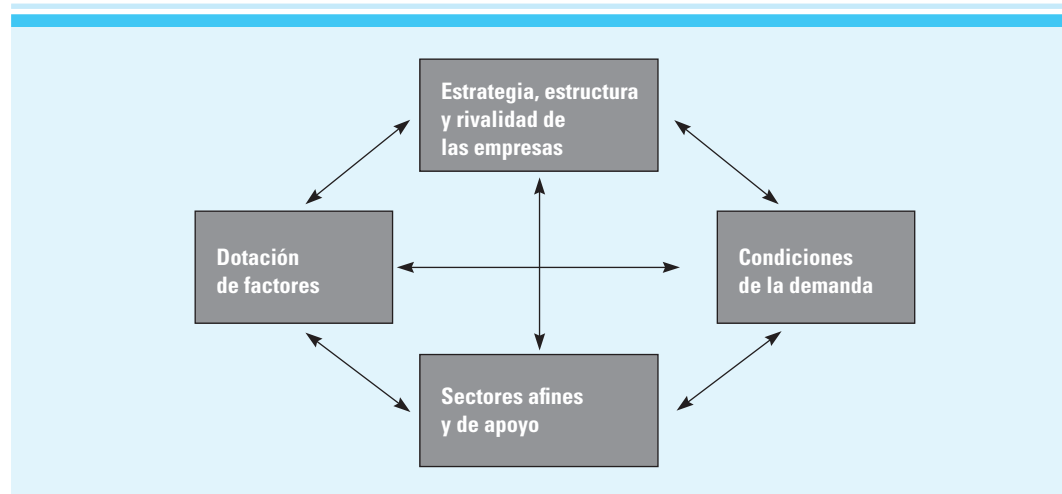 Estrategia, estructura
y rivalidad de
las empresas
Dotación
de factores
Condiciones
de la demanda
Sectores afines
y de apoyo